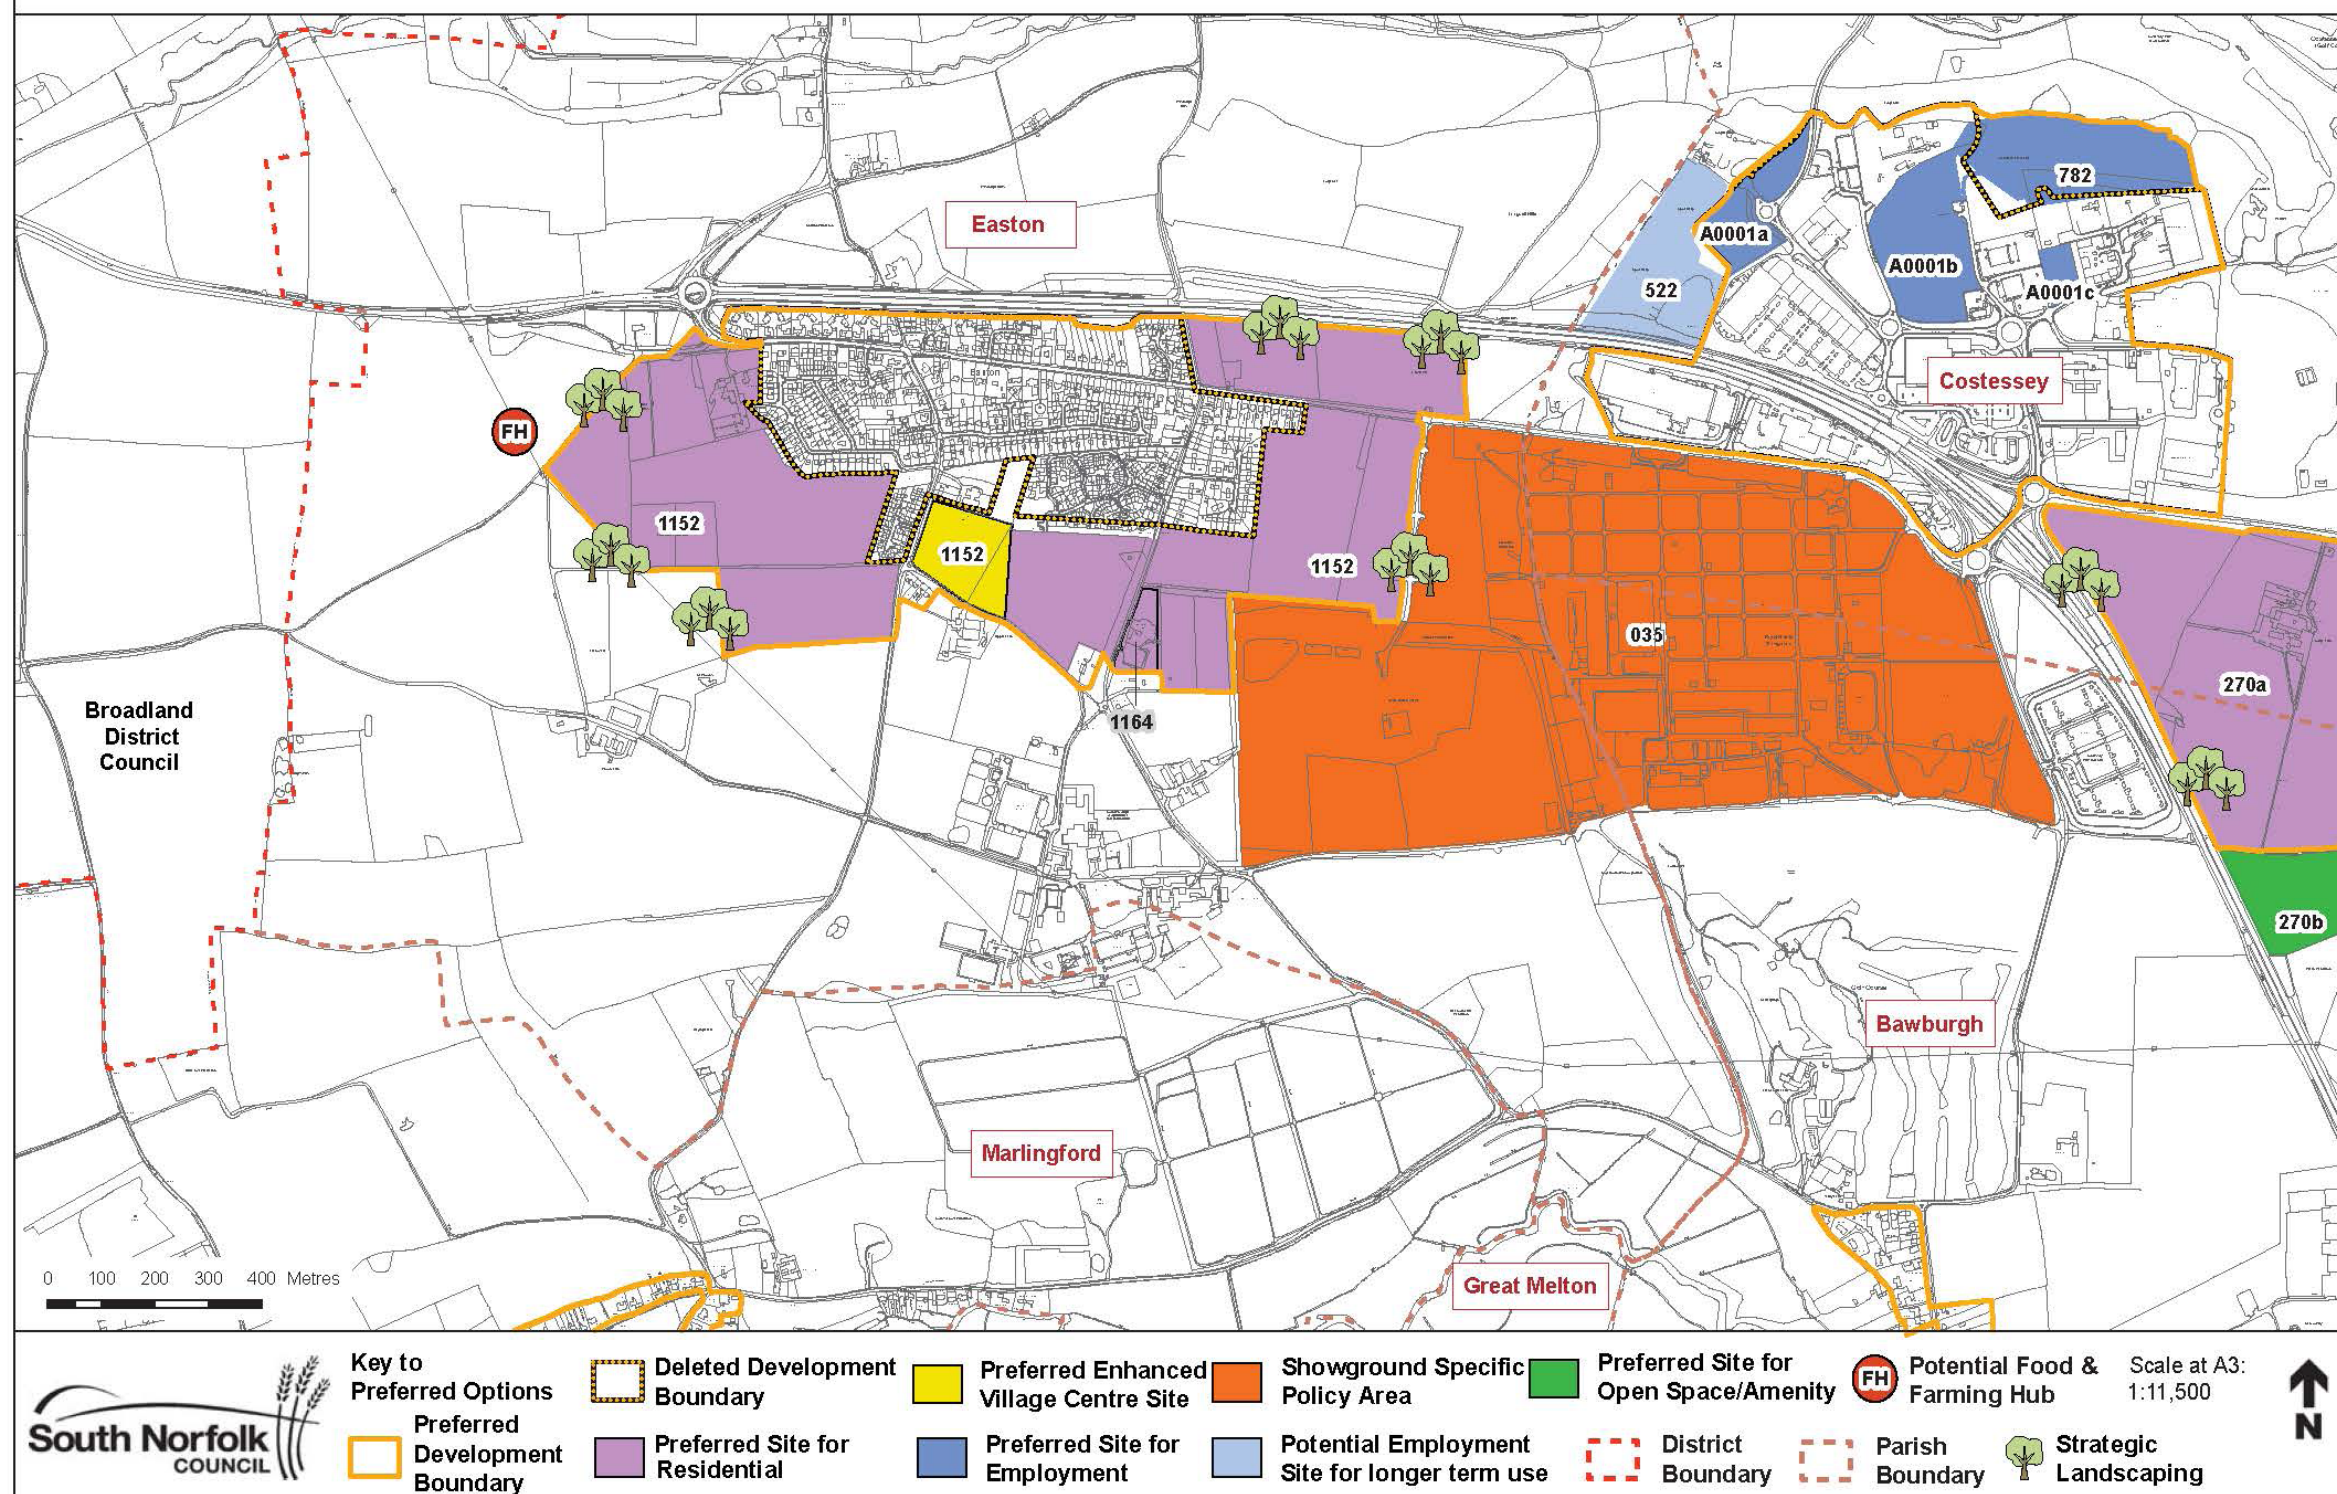 Easton
782
A0001a
A0001b
522
A0001c
Costessey
Easton
FH
1152
1152
1152
035
270a
Broadland
District
Council
1164
270b
Bawburgh
Marlingford
Great Melton
0 100 200 300 400 Metres
South Norfolk
COUNCIL
Key to
Preferred Options
Preferred
Development
Boundary
Deleted Development
Boundary
Preferred Site for
Residential
Preferred Enhanced
Village Centre Site
Preferred Site for
Employment
Showground Specific
Policy Area
Potential Employment
Site for longer term use
Preferred Site for
Open Space/Amenity
District
Boundary
Parish
Boundary
FH
Potential Food &
Farming Hub
Strategic
Landscaping
Scale at A3:
1:11,500
N